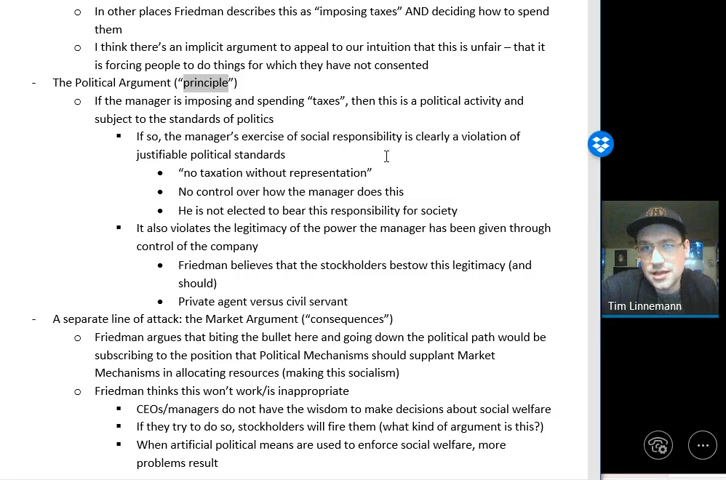 o In other places Friedman describes this as “imposing taxes” AND deciding how to spend
them
o I think there’s an implicit argument to appeal to our intuition that this is unfair – that it
is forcing people to do things for which they have not consented
- The Political Argument (“principle”)
o If the manager is imposing and spending “taxes”, then this is a political activity and
subject to the standards of politics
▪ If so, the manager’s exercise of social responsibility is clearly a violation of
justifiable political standards
• “no taxation without representation”
• No control over how the manager does this
• He is not elected to bear this responsibility for society
▪ It also violates the legitimacy of the power the manager has been given through
control of the company
• Friedman believes that the stockholders bestow this legitimacy (and
should)
• Private agent versus civil servant
- A separate line of attack: the Market Argument (“consequences”)
o Friedman argues that biting the bullet here and going down the political path would be
subscribing to the position that Political Mechanisms should supplant Market
Mechanisms in allocating resources (making this socialism)
o Friedman thinks this won’t work/is inappropriate
▪ CEOs/managers do not have the wisdom to make decisions about social welfare
▪ If they try to do so, stockholders will fire them (what kind of argument is this?)
▪ When artificial political means are used to enforce social welfare, more
problems result
Tim Linnemann